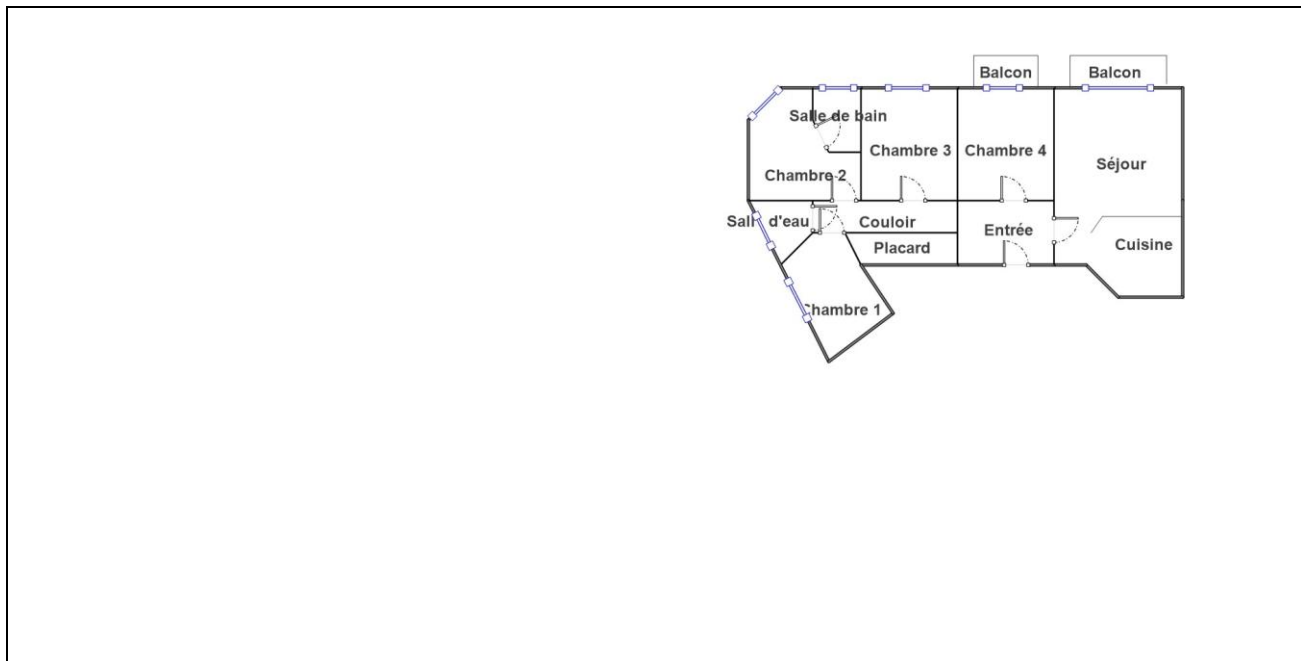 Balcon
Balcon
Salle de bain
Chambre 3
Chambre 4
Séjour
Chambre 2
Salle d'eau
Couloir
Entrée
Placard
Cuisine
Chambre 1